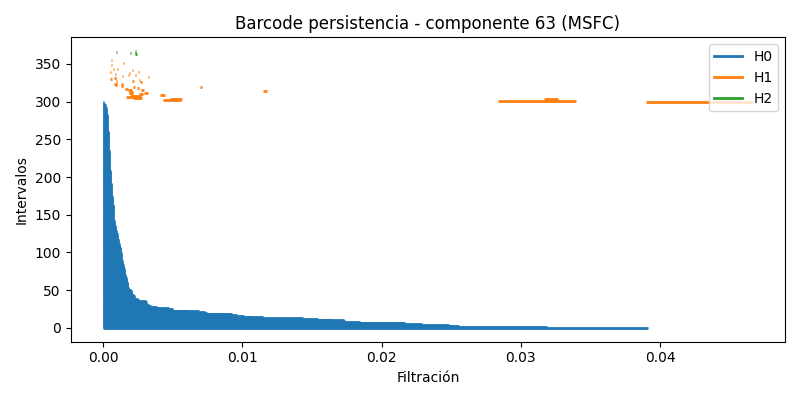 Barcode persistencia - componente 63 (MSFC)
H0
H1
H2
Intervalos
350
300
250
200
150
100
50
0
0.00 0.01 0.02 0.03 0.04
Filtración